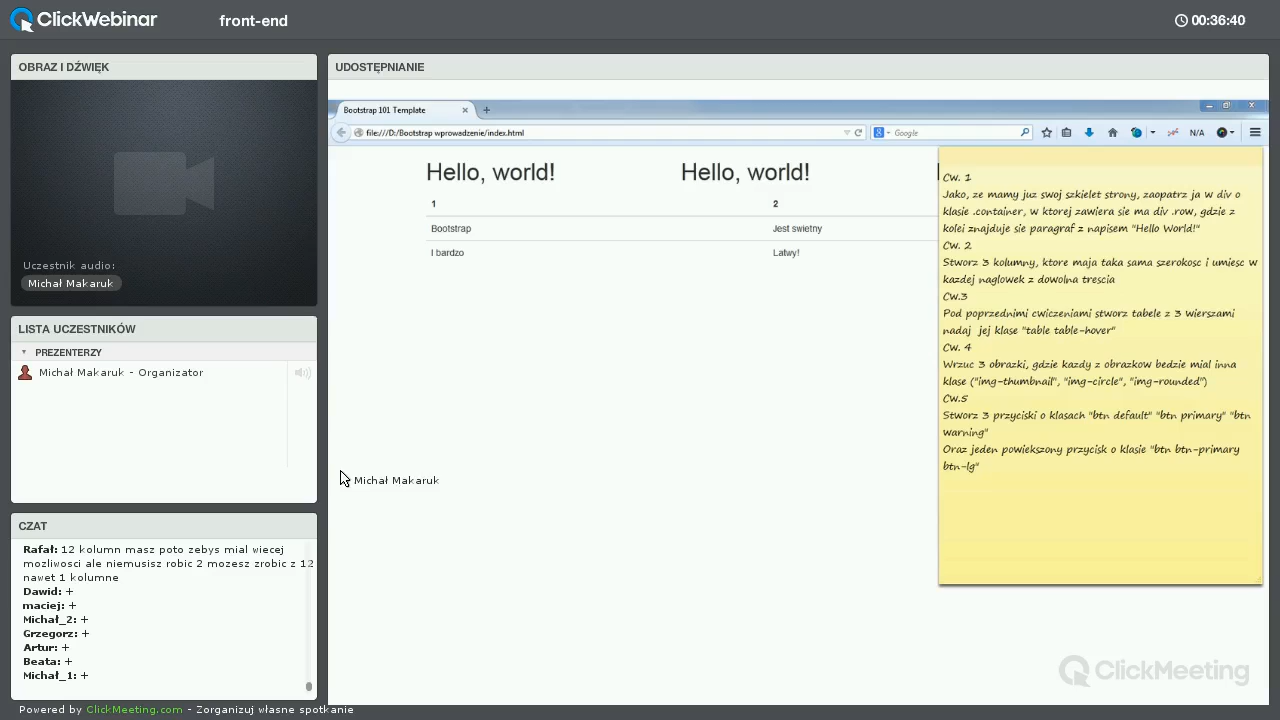 ClickWebinar
front-end
00:36:40
OBRAZ I DŹWIĘK
Uczestnik audio:
Michał Makaruk
LISTA UCZESTNIKÓW
PREZENTERZY
Michał Makaruk - Organizator
CZAT
Rafał: 12 kolumn masz poto zebys mial wiecej
mozliwosci ale niemusisz robic 2 mozesz zrobic z 12
nawet 1 kolumne
Dawid: +
maciej: +
Michał_2: +
Grzegorz: +
Artur: +
Beata: +
Michał_1: +
Powered by ClickMeeting.com - Zorganizuj własne spotkanie
UDOSTĘPNIANIE
Bootstrap 101 Template
file:///D:/Bootstrap wprowadzenie/index.html
Google
N/A
Hello, world! Hello, world!
1 2
Bootstrap Jest swietny
I bardzo Latwy!
Michał Makaruk
Cw. 1
Jako, ze mamy juz swoj szkielet strony, zaopatrz ja w div o
klasie .container, w ktorej zawiera sie ma div .row, gdzie z
kolei znajduje sie paragraf z napisem "Hello World!"
Cw. 2
Stworz 3 kolumny, ktore maja taka sama szerokosc i umiesc w
kazdej naglowek z dowolna trescia
Cw.3
Pod poprzednimi cwiczeniami stworz tabele z 3 wierszami
nadaj jej klase "table table-hover"
Cw. 4
Wrzuc 3 obrazki, gdzie kazdy z obrazkow bedzie mial inna
klase ("img-thumbnail", "img-circle", "img-rounded")
Cw.5
Stworz 3 przyciski o klasach "btn default" "btn primary" "btn
warning"
Oraz jeden powiekszony przycisk o klasie "btn btn-primary
btn-lg"
ClickMeeting